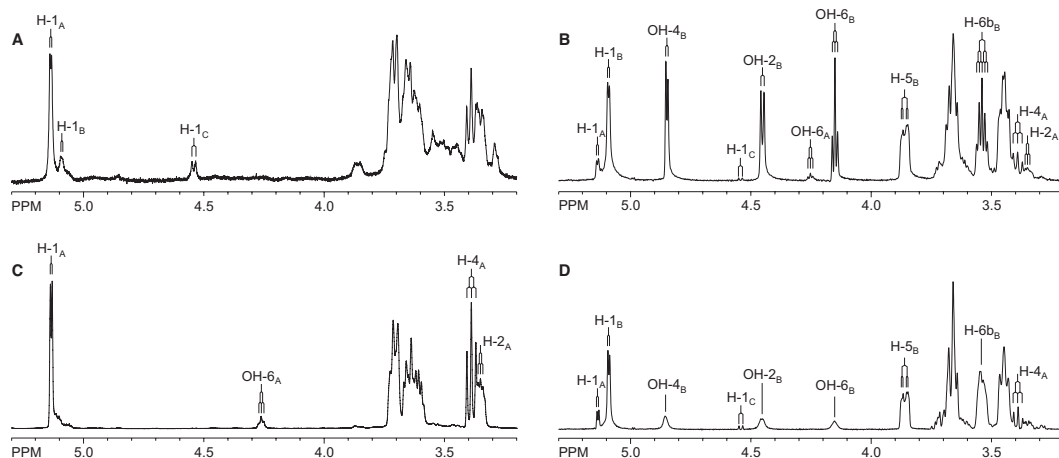 A
H-1A
H-1B
H-1C
PPM 5.0 4.5 4.0 3.5
B
H-1A
H-1B
OH-4B
H-1C
OH-2B
OH-6A
OH-6B
H-5B
H-6bB
H-4A
H-2A
PPM 5.0 4.5 4.0 3.5
C
H-1A
OH-6A
H-4A
H-2A
PPM 5.0 4.5 4.0 3.5
D
H-1A
H-1B
OH-4B
H-1C
OH-2B
OH-6B
H-5B
H-6bB
H-4A
PPM 5.0 4.5 4.0 3.5